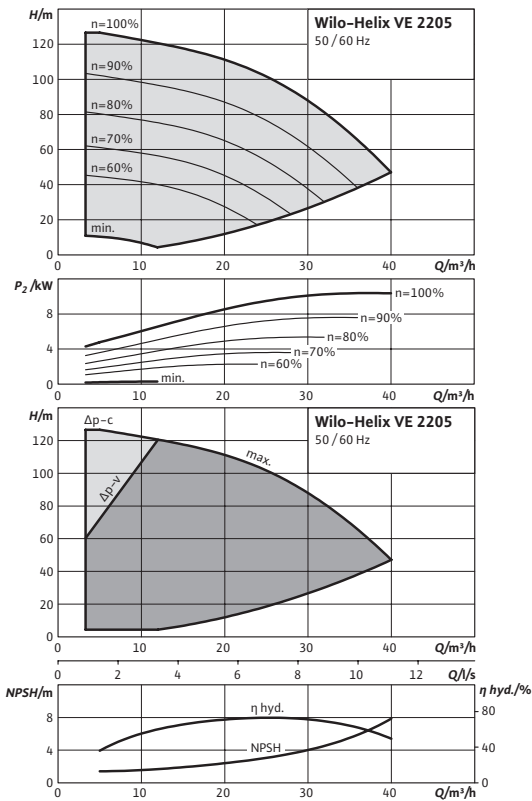 H/m
Wilo-Helix VE 2205
50 / 60 Hz
n=100%
120
n=90%
100
n=80%
80
n=70%
60
n=60%
40
20
min.
0
0 10 20 30 40 Q/m³/h
P₂ /kW
n=100%
8
n=90%
n=80%
4
n=70%
n=60%
min.
0
0 10 20 30 40 Q/m³/h
H/m
Δp-c
Wilo-Helix VE 2205
50 / 60 Hz
120
max.
100
Δp-v
80
60
40
20
0
0 10 20 30 40 Q/m³/h
0 2 4 6 8 10 12 Q/l/s
NPSH/m
η hyd./%
η hyd.
8
80
NPSH
4
40
0
0
0 10 20 30 40 Q/m³/h